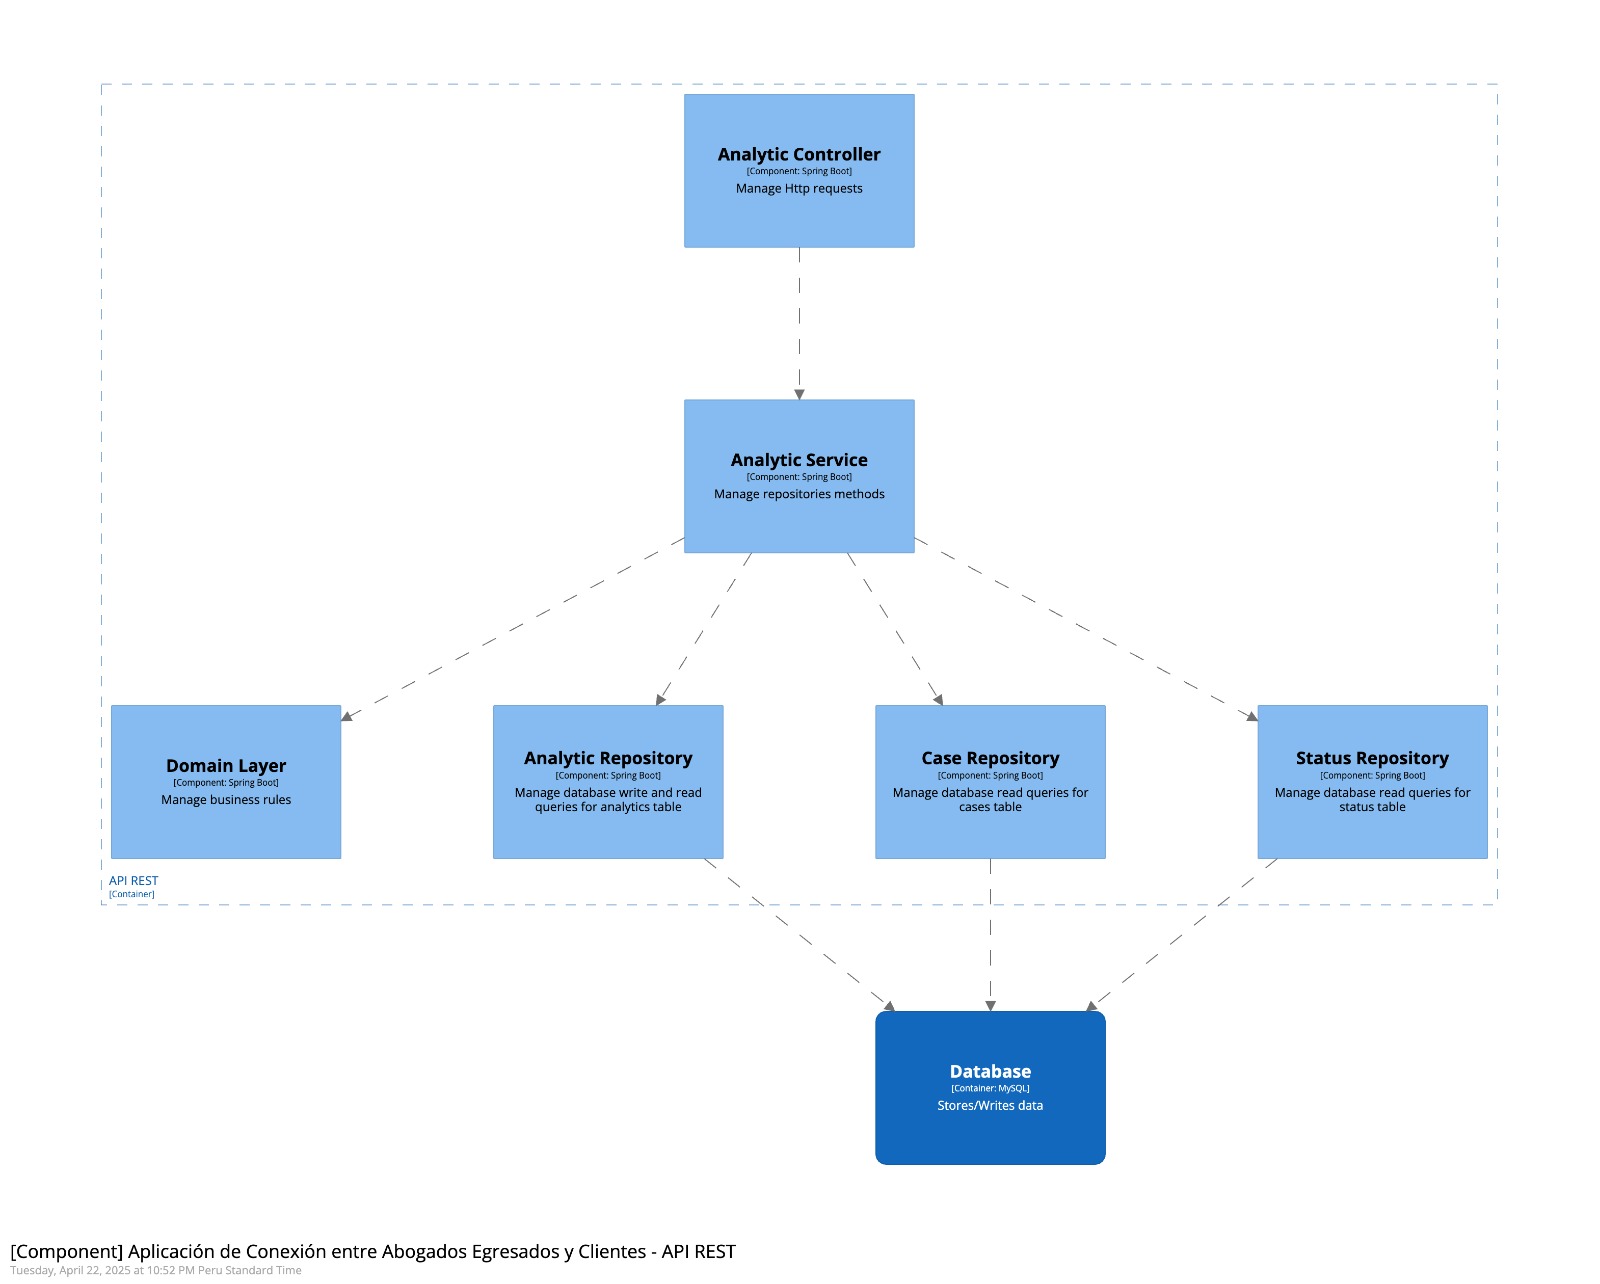 Analytic Controller
[Component: Spring Boot]
Manage Http requests
Analytic Service
[Component: Spring Boot]
Manage repositories methods
Domain Layer
[Component: Spring Boot]
Manage business rules
Analytic Repository
[Component: Spring Boot]
Manage database write and read
queries for analytics table
Case Repository
[Component: Spring Boot]
Manage database read queries for
cases table
Status Repository
[Component: Spring Boot]
Manage database read queries for
status table
API REST
[Container]
Database
[Container: MySQL]
Stores/Writes data
[Component] Aplicación de Conexión entre Abogados Egresados y Clientes - API REST
Tuesday, April 22, 2025 at 10:52 PM Peru Standard Time